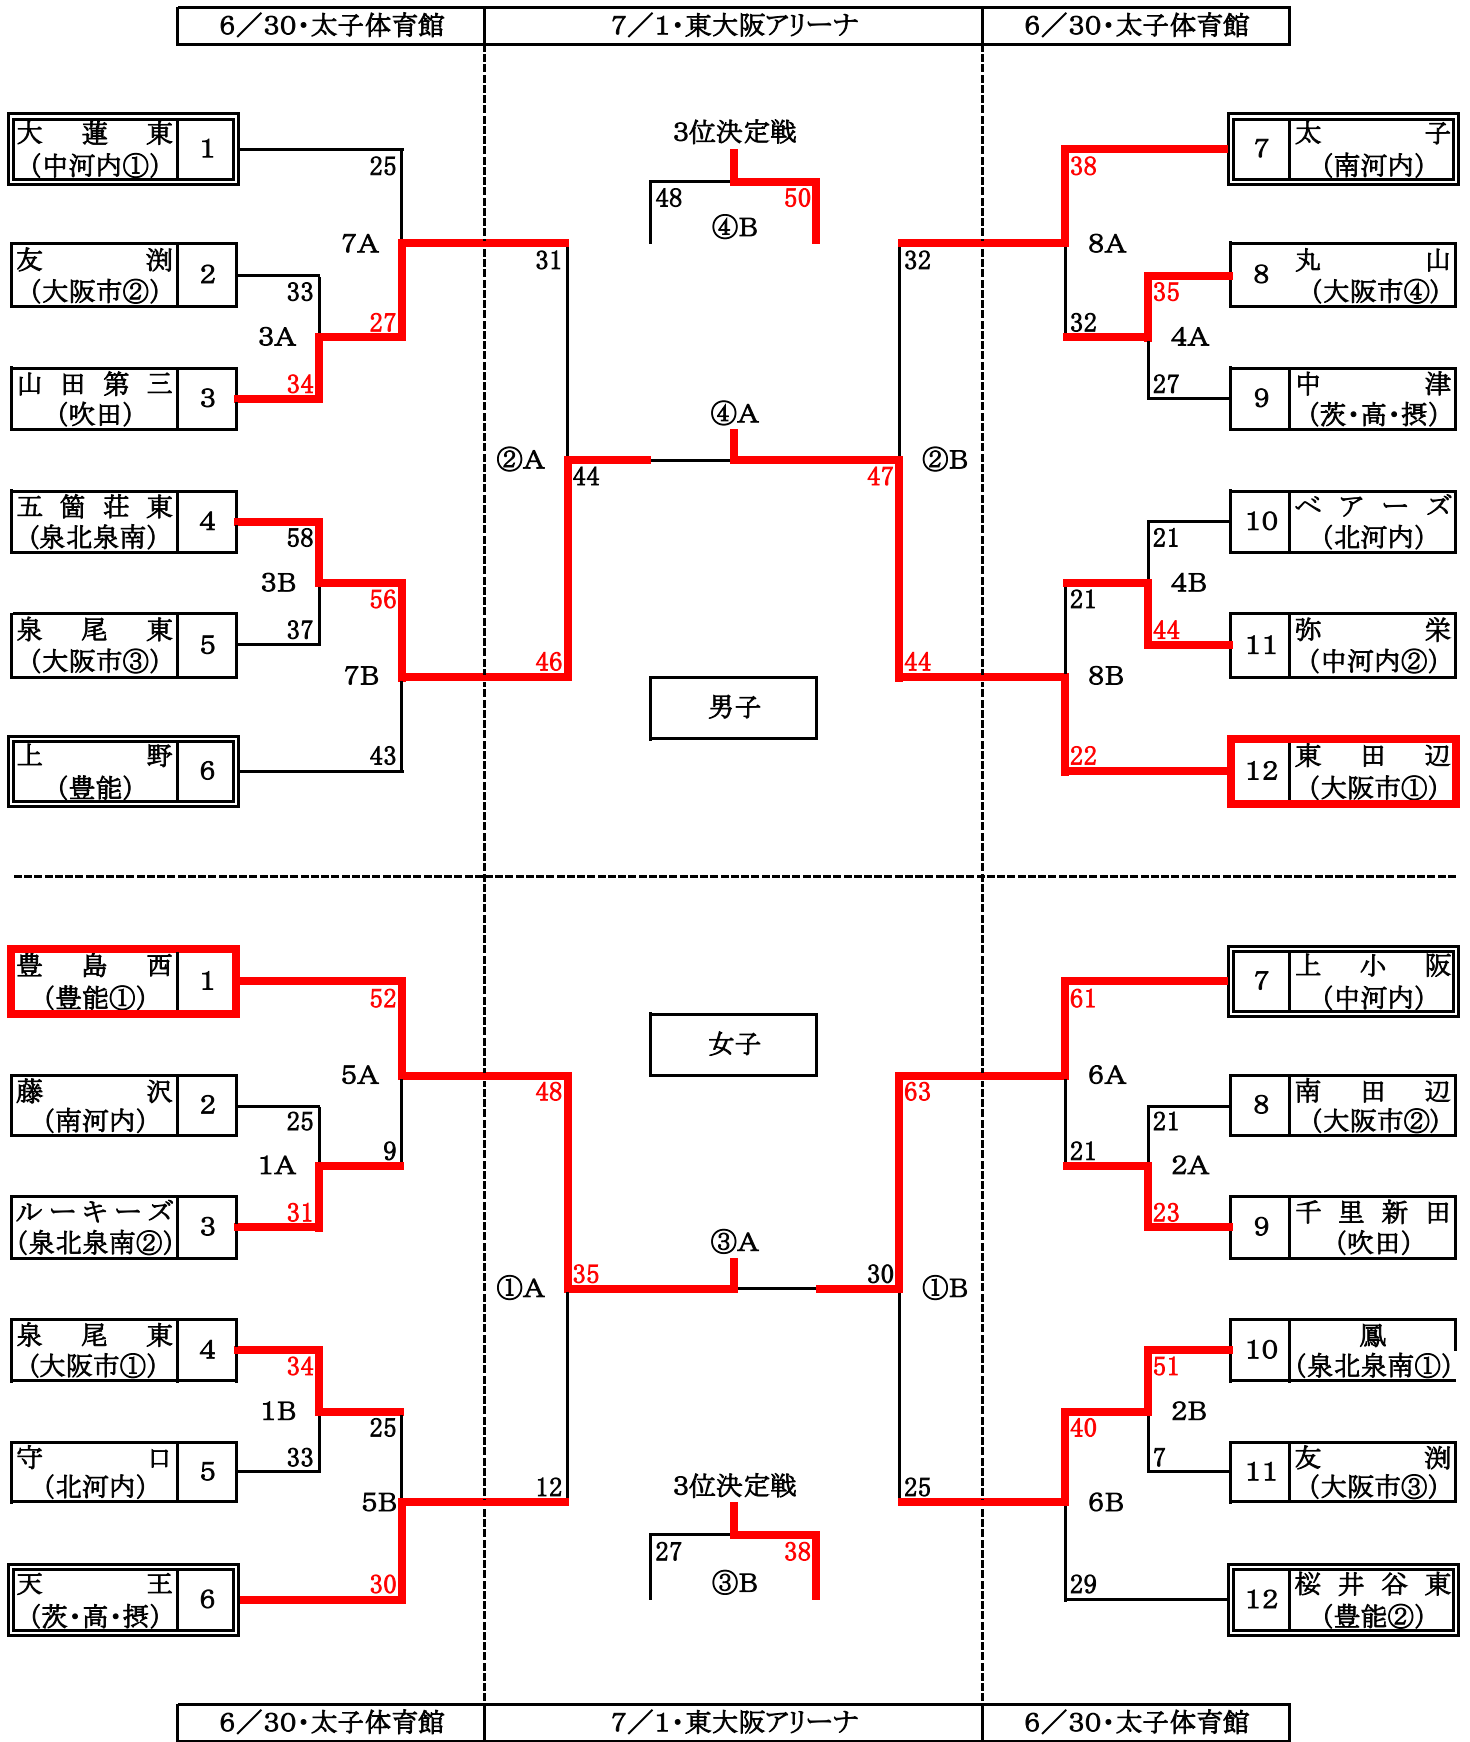 6／30・太子体育館 7／1・東大阪アリーナ 6／30・太子体育館
3位決定戦
大蓮東
(中河内①)
1
25
48
50
④B
38
7
太子
(南河内)
7A
31
32
8A
友渕
(大阪市②)
2
33
35
8
丸山
(大阪市④)
3A
27
32
4A
山田第三
(吹田)
3
34
27
9
中津
(茨・高・摂)
④A
②A
44
47
②B
五箇荘東
(泉北泉南)
4
58
21
10
ベアーズ
(北河内)
3B
56
21
4B
泉尾東
(大阪市③)
5
37
44
11
弥栄
(中河内②)
7B
46
44
8B
男子
上野
(豊能)
6
43
22
12
東田辺
(大阪市①)
豊島西
(豊能①)
1
52
61
7
上小阪
(中河内)
女子
5A
48
63
6A
藤沢
(南河内)
2
25
21
8
南田辺
(大阪市②)
1A
9
21
2A
ルーキーズ
(泉北泉南②)
3
31
23
9
千里新田
(吹田)
③A
①A
35
30
①B
泉尾東
(大阪市①)
4
34
51
10
鳳
(泉北泉南①)
1B
25
40
2B
守口
(北河内)
5
33
7
11
友渕
(大阪市③)
5B
12
25
6B
3位決定戦
27
38
③B
天王
(茨・高・摂)
6
30
29
12
桜井谷東
(豊能②)
6／30・太子体育館 7／1・東大阪アリーナ 6／30・太子体育館